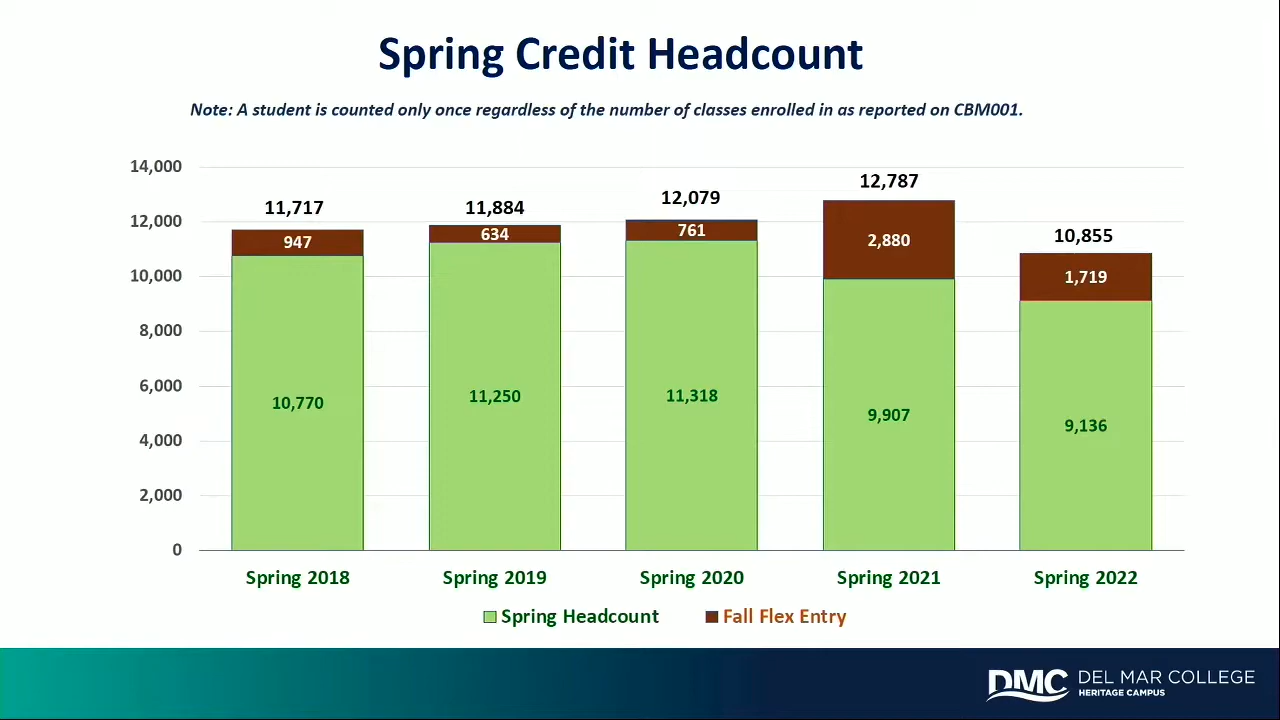 Spring Credit Headcount
Note: A student is counted only once regardless of the number of classes enrolled in as reported on CBM001.
14,000
12,000
10,000
8,000
6,000
4,000
2,000
0
11,717
947
10,770
11,884
634
11,250
12,079
761
11,318
12,787
2,880
9,907
10,855
1,719
9,136
Spring 2018
Spring 2019
Spring 2020
Spring 2021
Spring 2022
Spring Headcount
Fall Flex Entry
DMC DEL MAR COLLEGE
HERITAGE CAMPUS